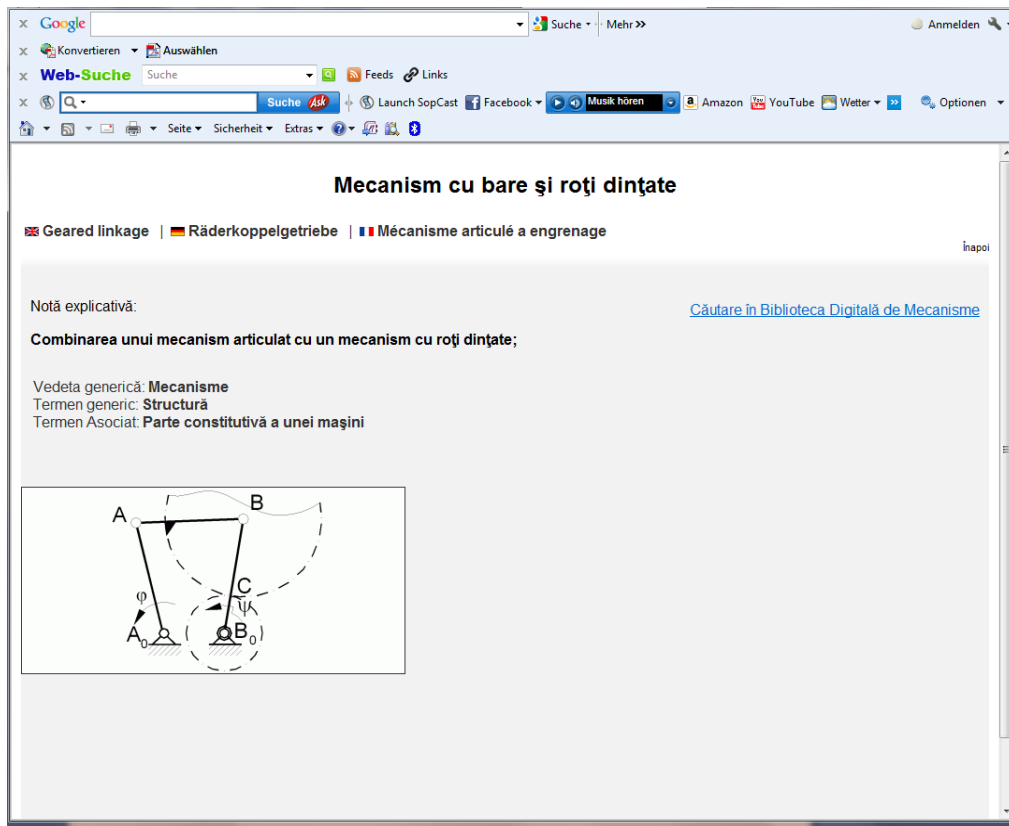 x Google Suche Mehr >> Anmelden
x Konvertieren Auswählen
x Web-Suche Suche Feeds Links
x Suche Ask Launch SopCast Facebook Musik hören Amazon YouTube Wetter >> Optionen
Seite Sicherheit Extras
Mecanism cu bare şi roţi dinţate
Geared linkage | Räderkoppelgetriebe | Mécanisme articulé a engrenage
Înapoi
Notă explicativă:
Căutare în Biblioteca Digitală de Mecanisme
Combinarea unui mecanism articulat cu un mecanism cu roţi dinţate;
Vedeta generică: Mecanisme
Termen generic: Structură
Termen Asociat: Parte constitutivă a unei maşini
A B
C
φ ψ
A0 B0